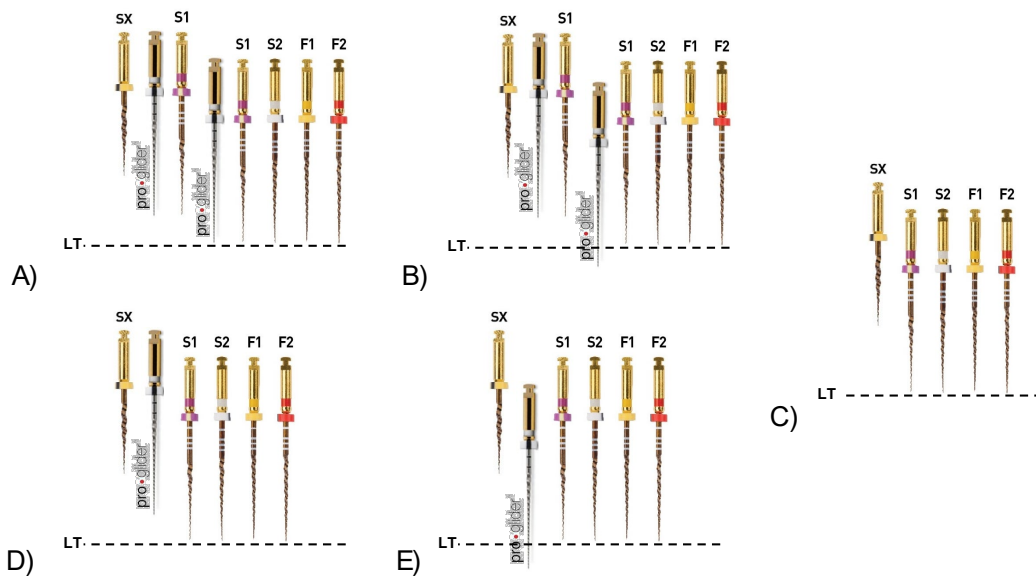 SX S1 S1 S2 F1 F2
pro glider
pro glider
LT
A)
SX S1 S1 S2 F1 F2
pro glider
pro glider
LT
B)
SX S1 S2 F1 F2
LT
C)
SX S1 S2 F1 F2
pro glider
LT
D)
SX S1 S2 F1 F2
pro glider
LT
E)